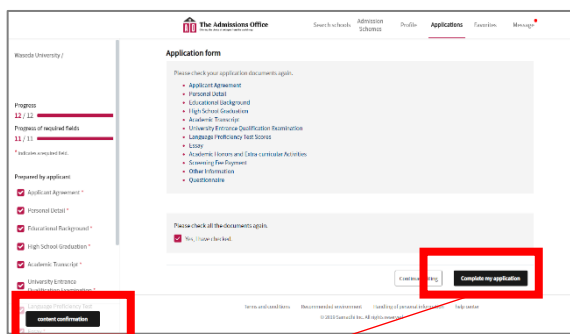 The Admissions Office
Search schools
Admission Schemes
Profile
Applications
Favorites
Message
Waseda University /
Progress
12 / 12
Progress of required fields
11 / 11
* indicates a required field.
Prepared by applicant
Applicant Agreement *
Personal Detail *
Educational Background *
High School Graduation *
Academic Transcript *
University Entrance
Qualification Examination *
Language Proficiency Test
content confirmation
Application form
Please check your application documents again.
Applicant Agreement
Personal Detail
Educational Background
High School Graduation
Academic Transcript
University Entrance Qualification Examination
Language Proficiency Test Scores
Essay
Academic Honors and Extra-curricular Activities
Screening Fee Payment
Other Information
Questionnaire
Please check all the documents again.
Yes, I have checked.
Complete my application
Terms and conditions
Recommended environment
Handling of personal information
help center